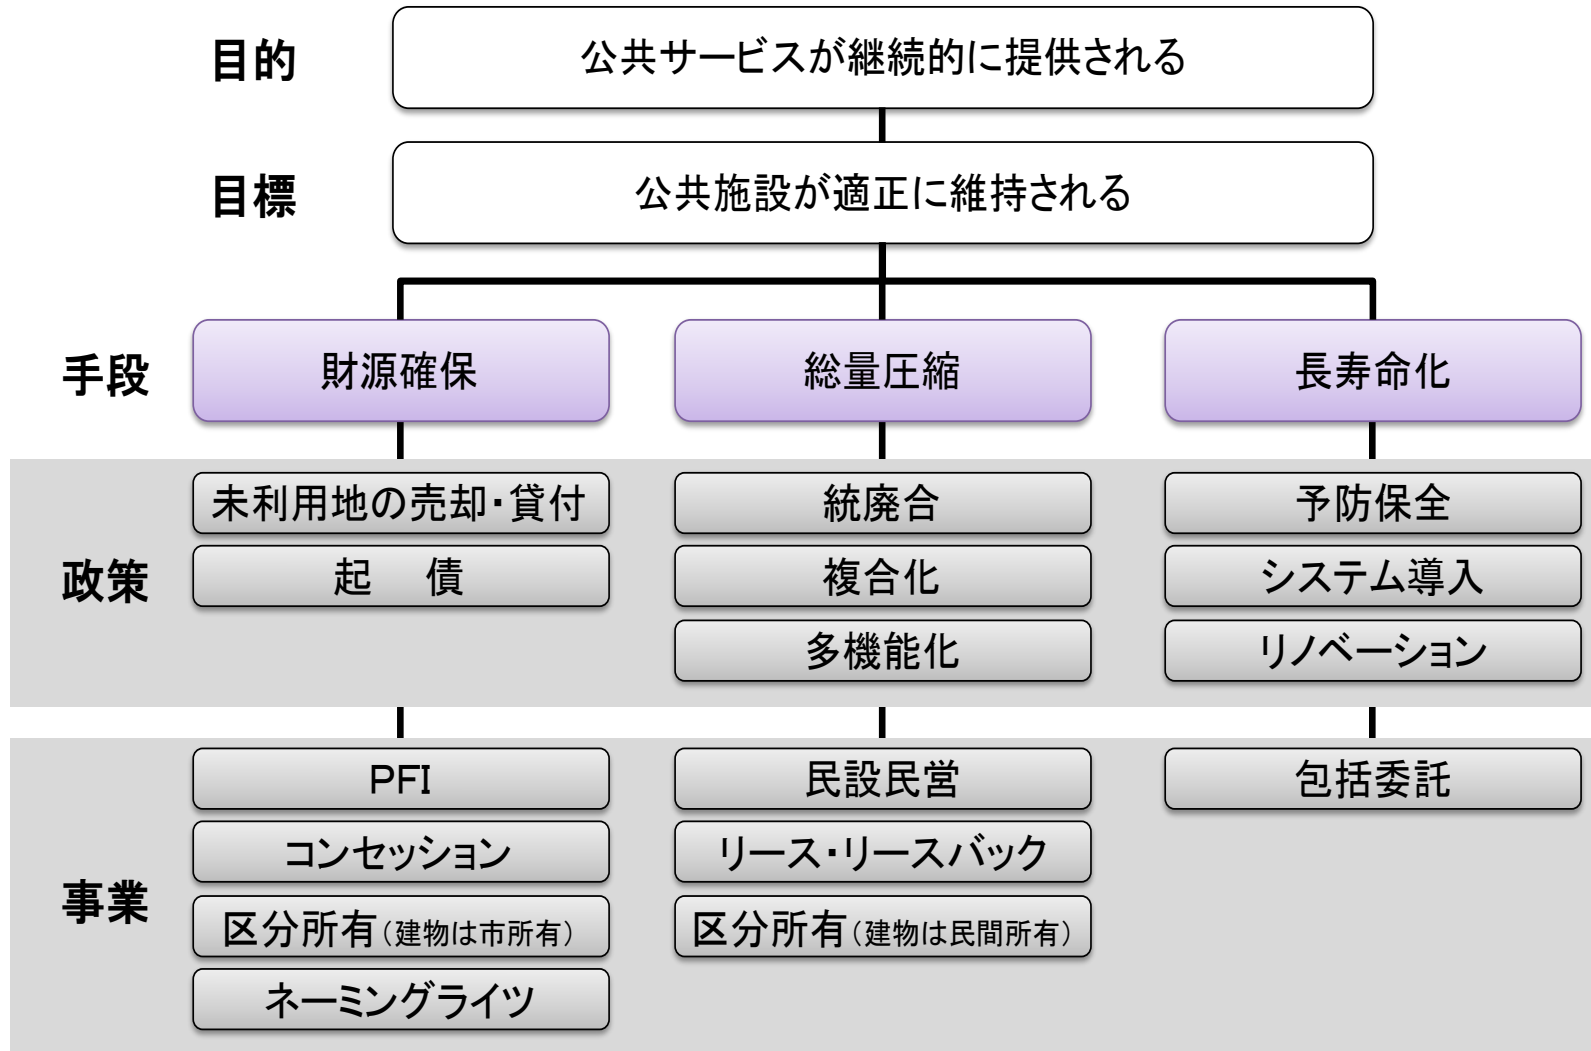 目的
公共サービスが継続的に提供される
目標
公共施設が適正に維持される
手段
財源確保
総量圧縮
長寿命化
政策
未利用地の売却・貸付
統廃合
予防保全
起　債
複合化
システム導入
多機能化
リノベーション
事業
PFI
民設民営
包括委託
コンセッション
リース・リースバック
区分所有（建物は市所有）
区分所有（建物は民間所有）
ネーミングライツ